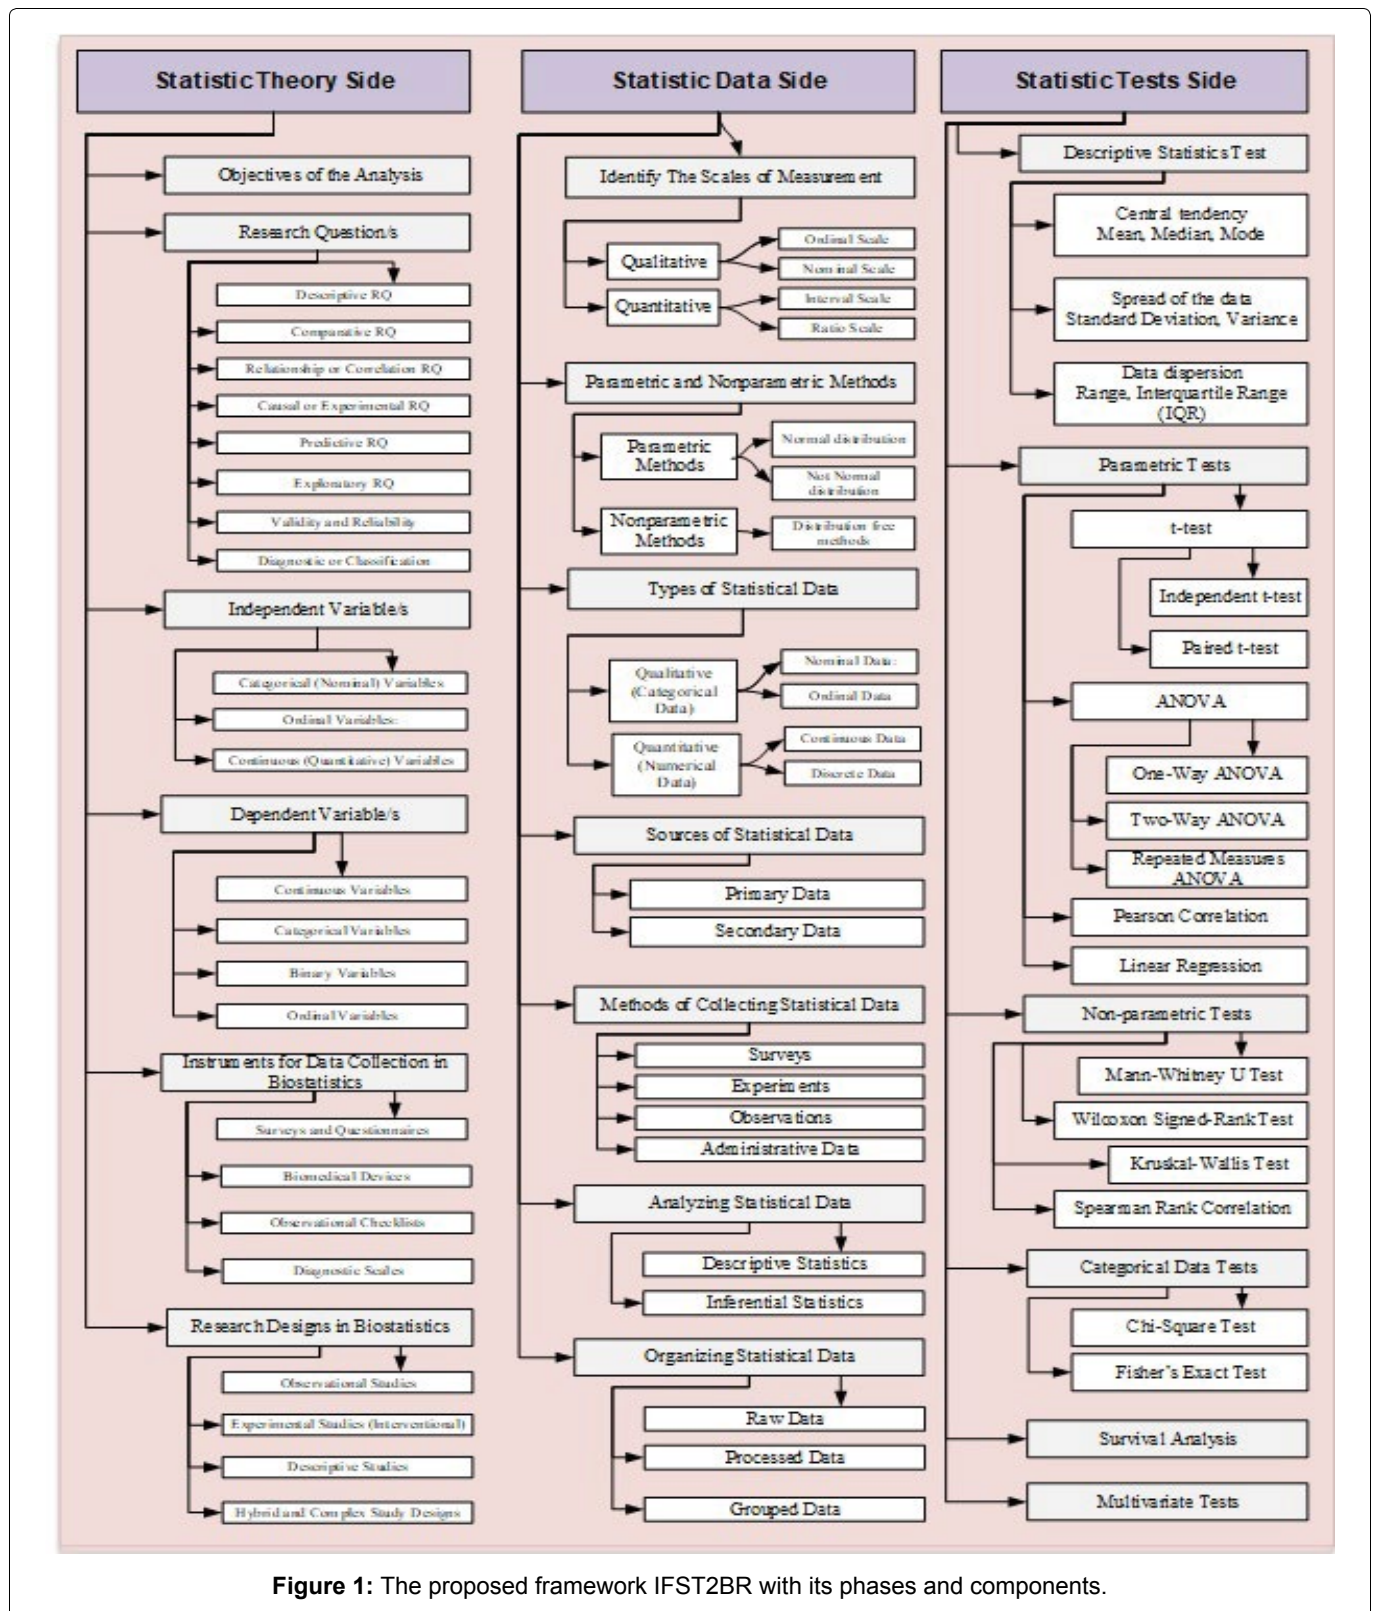 Statistic Theory Side
Objectives of the Analysis
Research Question/s
Descriptive RQ
Comparative RQ
Relationship or Correlation RQ
Causal or Experimental RQ
Predictive RQ
Exploratory RQ
Validity and Reliability
Diagnostic or Classification
Independent Variable/s
Categorical (Nominal) Variables
Ordinal Variables:
Continuous (Quantitative) Variables
Dependent Variable/s
Continuous Variables
Categorical Variables
Binary Variables
Ordinal Variables
Instruments for Data Collection in
Biostatistics
Surveys and Questionnaires
Biomedical Devices
Observational Checklists
Diagnostic Scales
Research Designs in Biostatistics
Observational Studies
Experimental Studies (Interventional)
Descriptive Studies
Hybrid and Complex Study Designs
Statistic Data Side
Identify The Scales of Measurement
Qualitative
Ordinal Scale
Nominal Scale
Quantitative
Interval Scale
Ratio Scale
Parametric and Nonparametric Methods
Parametric
Methods
Normal distribution
Not Normal
distribution
Nonparametric
Methods
Distribution free
methods
Types of Statistical Data
Qualitative
(Categorical
Data)
Nominal Data:
Ordinal Data
Quantitative
(Numerical
Data)
Continuous Data
Discrete Data
Sources of Statistical Data
Primary Data
Secondary Data
Methods of Collecting Statistical Data
Surveys
Experiments
Observations
Administrative Data
Analyzing Statistical Data
Descriptive Statistics
Inferential Statistics
Organizing Statistical Data
Raw Data
Processed Data
Grouped Data
Statistic Tests Side
Descriptive Statistics Test
Central tendency
Mean, Median, Mode
Spread of the data
Standard Deviation, Variance
Data dispersion
Range, Interquartile Range
(IQR)
Parametric Tests
t-test
Independent t-test
Paired t-test
ANOVA
One-Way ANOVA
Two-Way ANOVA
Repeated Measures
ANOVA
Pearson Correlation
Linear Regression
Non-parametric Tests
Mann-Whitney U Test
Wilcoxon Signed-Rank Test
Kruskal-Wallis Test
Spearman Rank Correlation
Categorical Data Tests
Chi-Square Test
Fisher's Exact Test
Survival Analysis
Multivariate Tests
Figure 1: The proposed framework IFST2BR with its phases and components.